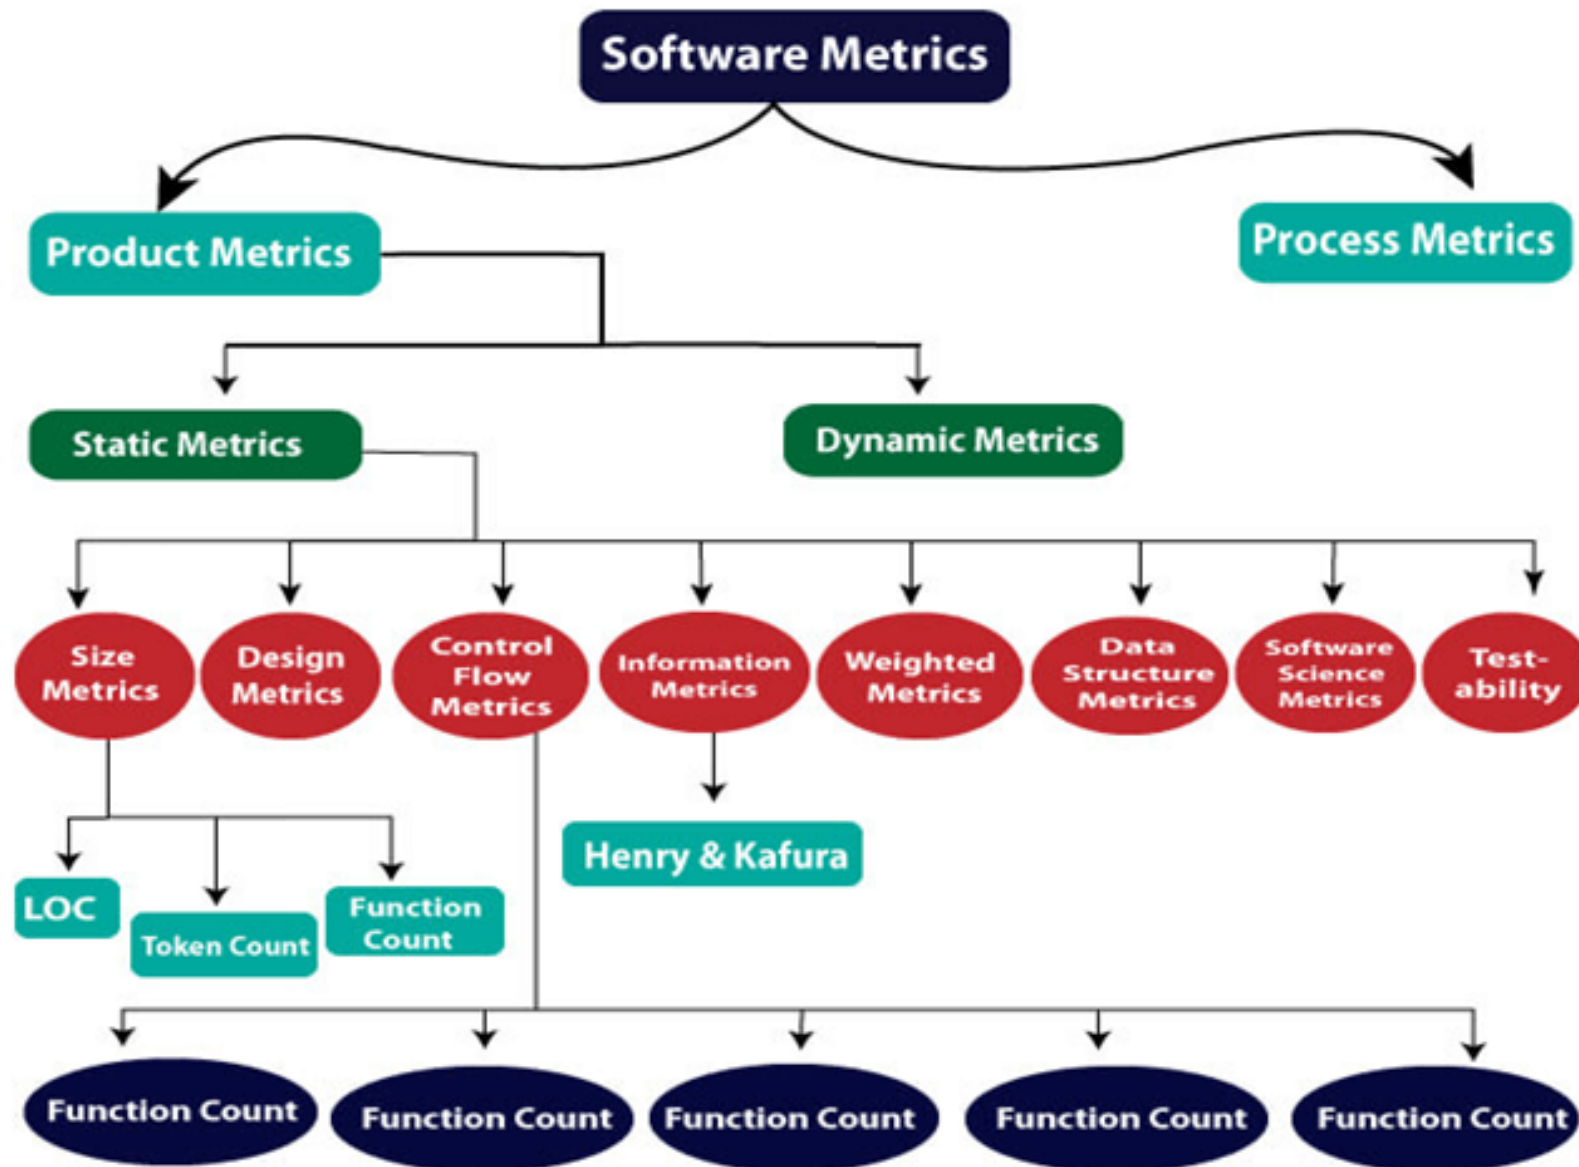 Software Metrics
Product Metrics
Process Metrics
Static Metrics
Dynamic Metrics
Size
Metrics
Design
Metrics
Control
Flow
Metrics
Information
Metrics
Weighted
Metrics
Data
Structure
Metrics
Software
Science
Metrics
Test-
ability
LOC
Token Count
Function
Count
Henry & Kafura
Function Count
Function Count
Function Count
Function Count
Function Count